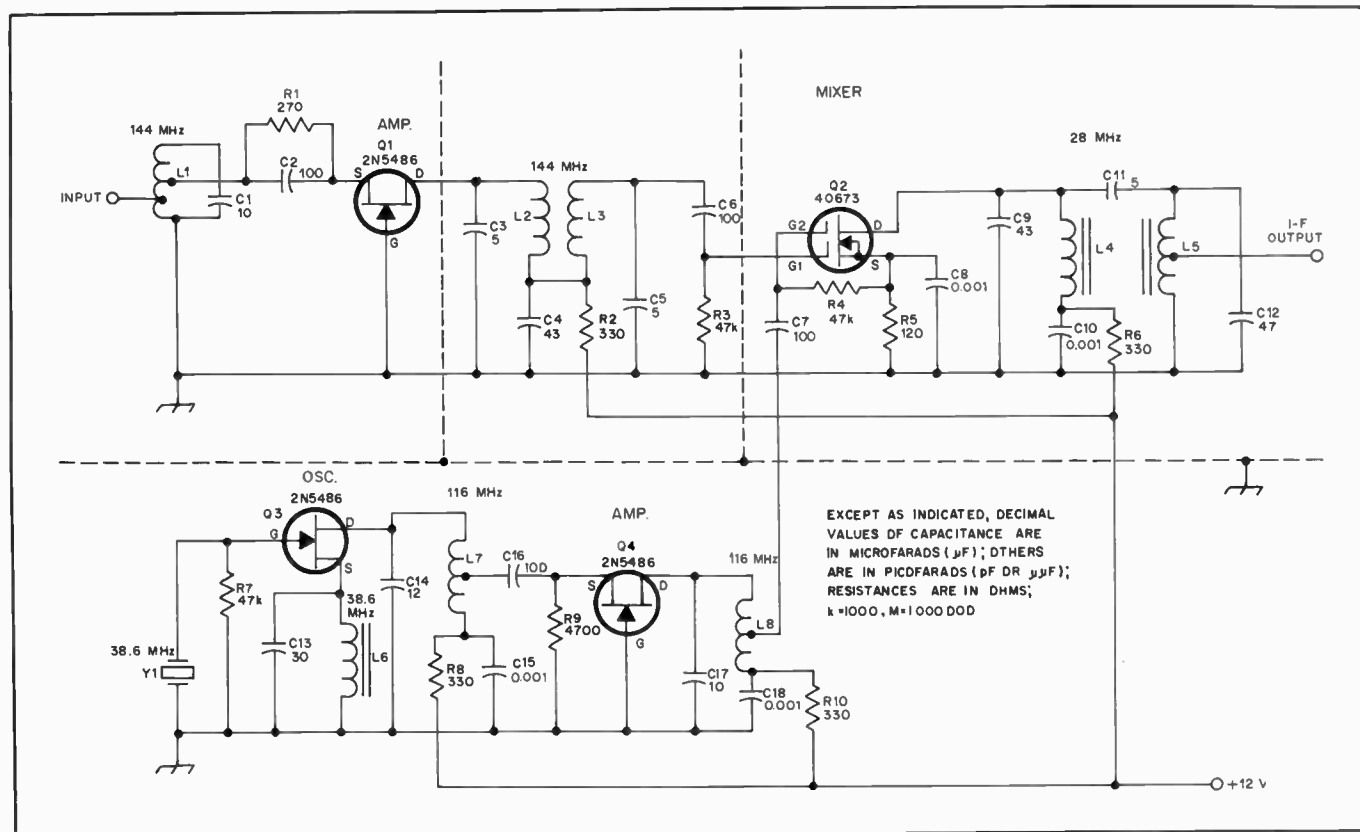 MIXER
144 MHz
R1
270
AMP.
Q1
2N5486
L1
C2
100
S
D
G
INPUT
C1
10
144 MHz
C3
5
L2
L3
C4
43
R2
330
C5
5
C6
100
R3
47k
Q2
40673
G2
G1
D
S
R4
47k
C7
100
R5
120
C8
0.001
28 MHz
C9
43
C11
5
L4
L5
C10
0.001
R6
330
C12
47
I-F
OUTPUT
OSC.
2N5486
Q3
G
D
S
R7
47k
38.6 MHz
Y1
C13
30
38.6
MHz
L6
C14
12
116 MHz
L7
C16
10D
R8
330
C15
0.001
R9
4700
AMP.
Q4
2N5486
S
D
G
116 MHz
L8
C17
10
C18
0.001
R10
330
EXCEPT AS INDICATED, DECIMAL
VALUES OF CAPACITANCE ARE
IN MICROFARADS (µF); DTHERS
ARE IN PICDFARADS (pF DR µµF);
RESISTANCES ARE IN DHMS;
k=1000, M=1000 DOD
+12 V